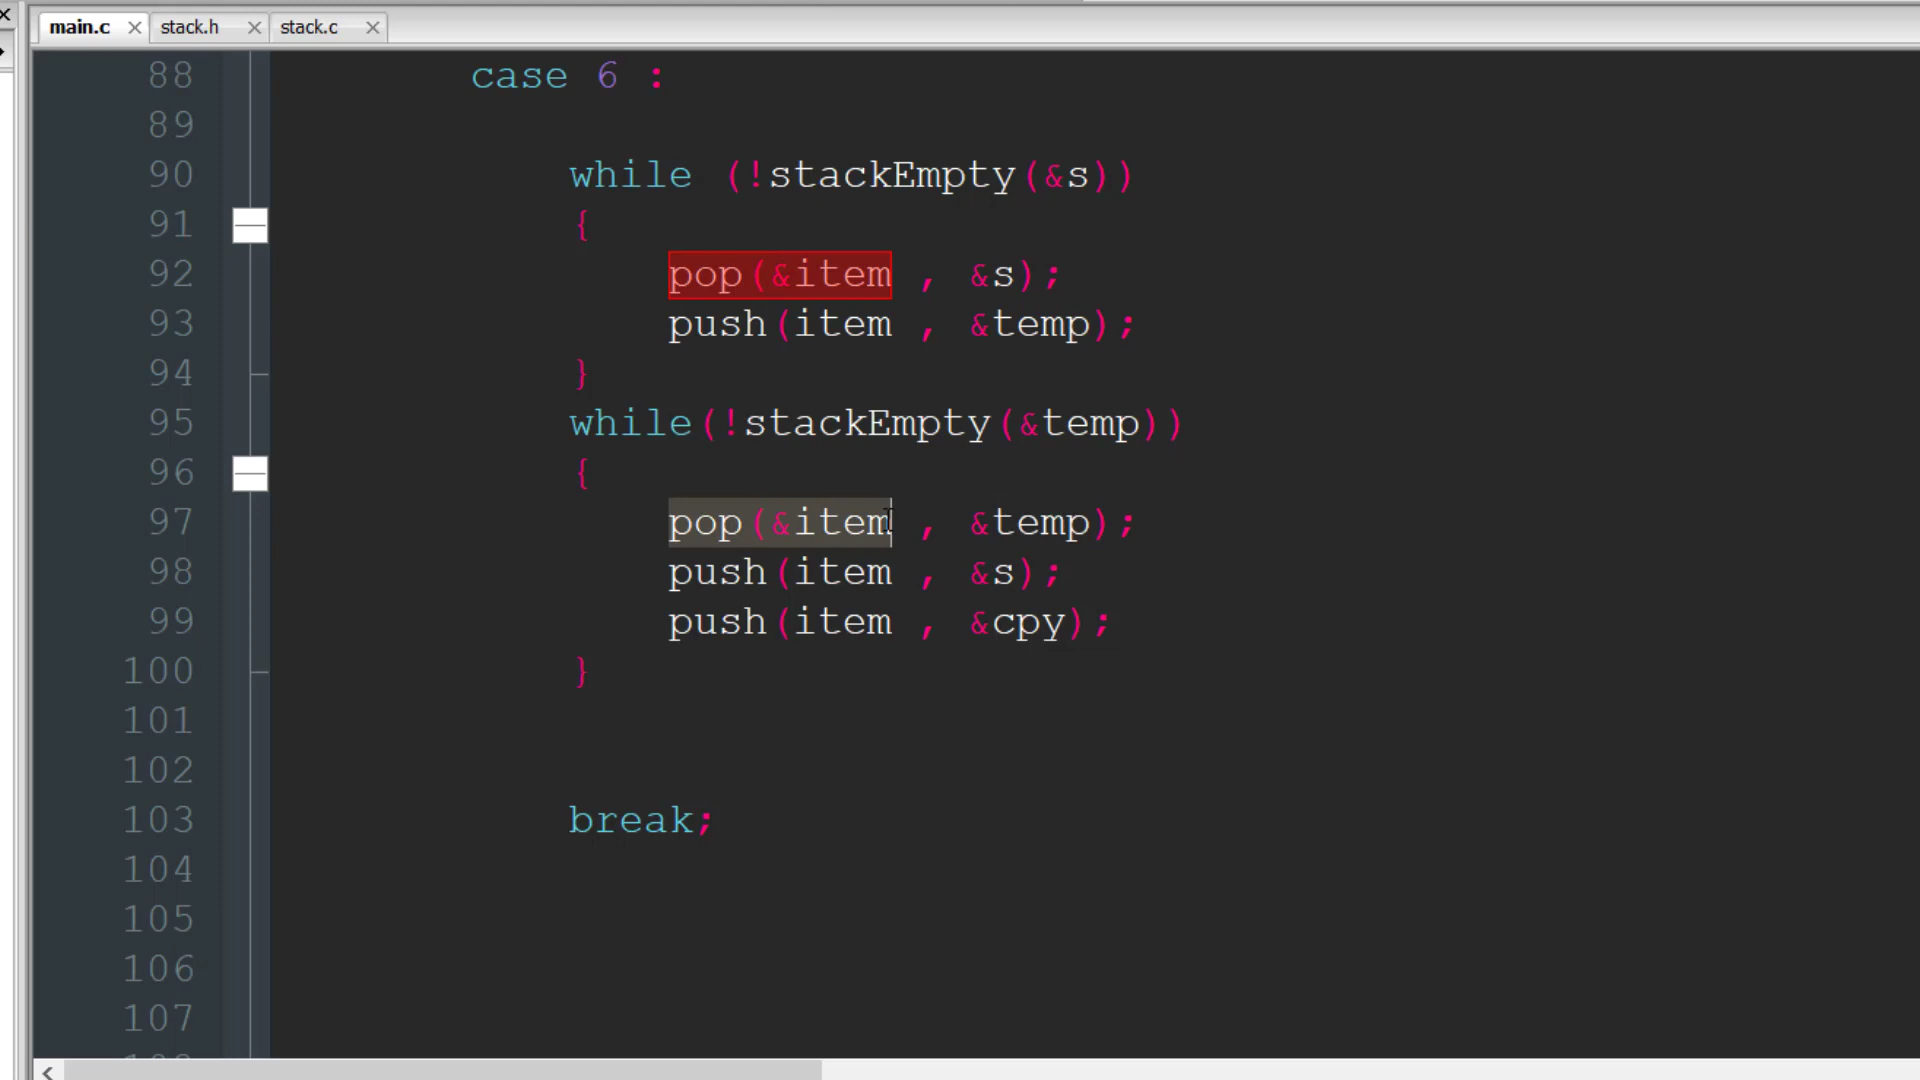 main.c stack.h stack.c
88 case 6 :
89
90 while (!stackEmpty(&s))
91 {
92 pop(&item , &s);
93 push(item , &temp);
94 }
95 while(!stackEmpty(&temp))
96 {
97 pop(&item , &temp);
98 push(item , &s);
99 push(item , &cpy);
100 }
101
102
103 break;
104
105
106
107